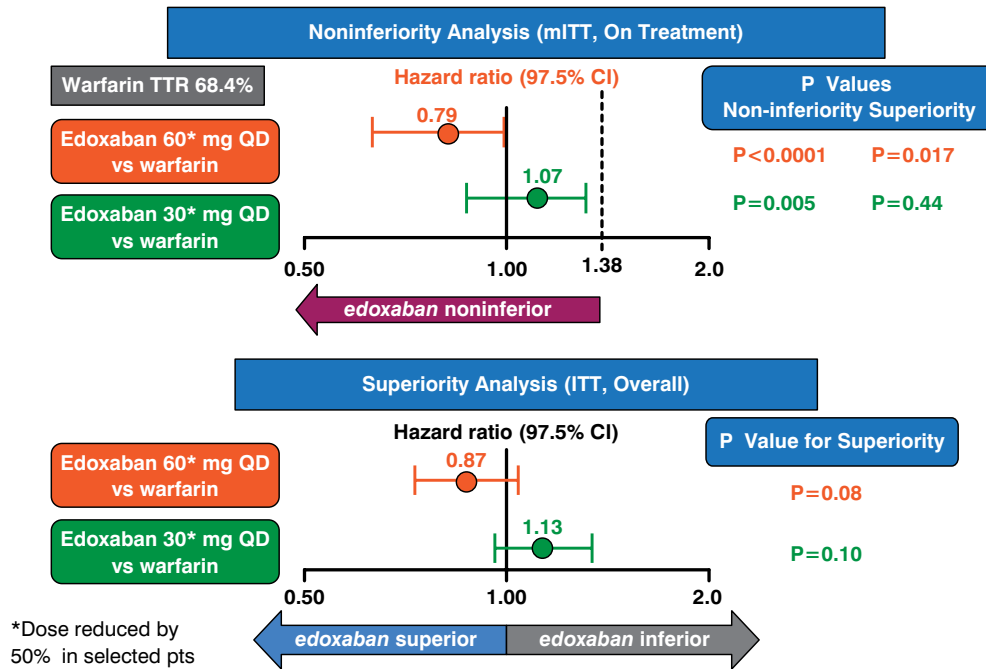 Noninferiority Analysis (mITT, On Treatment)
Warfarin TTR 68.4%
Hazard ratio (97.5% CI)
P Values
Non-inferiority Superiority
Edoxaban 60* mg QD
vs warfarin
0.79
P<0.0001 P=0.017
Edoxaban 30* mg QD
vs warfarin
1.07
P=0.005 P=0.44
0.50 1.00 1.38 2.0
edoxaban noninferior
Superiority Analysis (ITT, Overall)
Hazard ratio (97.5% CI)
P Value for Superiority
Edoxaban 60* mg QD
vs warfarin
0.87
P=0.08
Edoxaban 30* mg QD
vs warfarin
1.13
P=0.10
0.50 1.00 2.0
edoxaban superior edoxaban inferior
*Dose reduced by
50% in selected pts